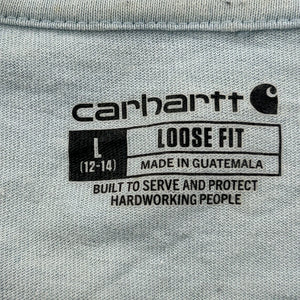 carhartt
L
(12-14)
LOOSE FIT
MADE IN GUATEMALA
BUILT TO SERVE AND PROTECT
HARDWORKING PEOPLE